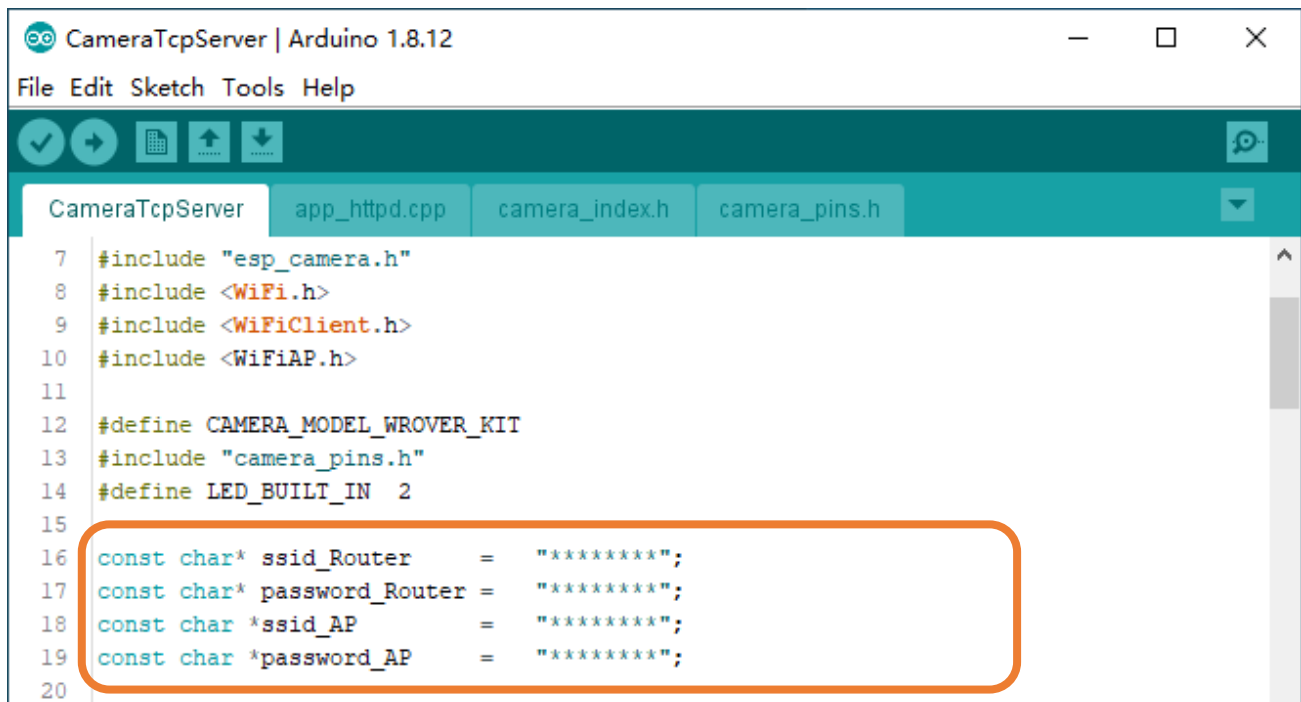 CameraTcpServer | Arduino 1.8.12
File Edit Sketch Tools Help
CameraTcpServer app_httpd.cpp camera_index.h camera_pins.h
7 #include "esp_camera.h"
8 #include <WiFi.h>
9 #include <WiFiClient.h>
10 #include <WiFiAP.h>
11
12 #define CAMERA_MODEL_WROVER_KIT
13 #include "camera_pins.h"
14 #define LED_BUILT_IN  2
15
16 const char* ssid_Router     =   "********";
17 const char* password_Router =   "********";
18 const char *ssid_AP         =   "********";
19 const char *password_AP     =   "********";
20